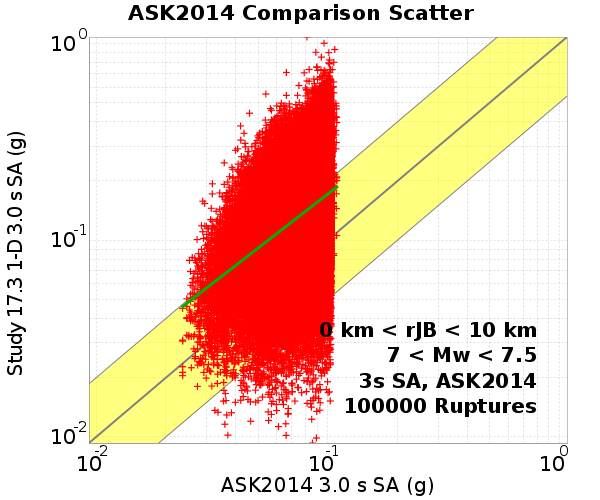 ASK2014 Comparison Scatter
Study 17.3 1-D 3.0 s SA (g)
10^0
10^-1
10^-2
0 km < rJB < 10 km
7 < Mw < 7.5
3s SA, ASK2014
100000 Ruptures
10^-2 10^-1 10^0
ASK2014 3.0 s SA (g)